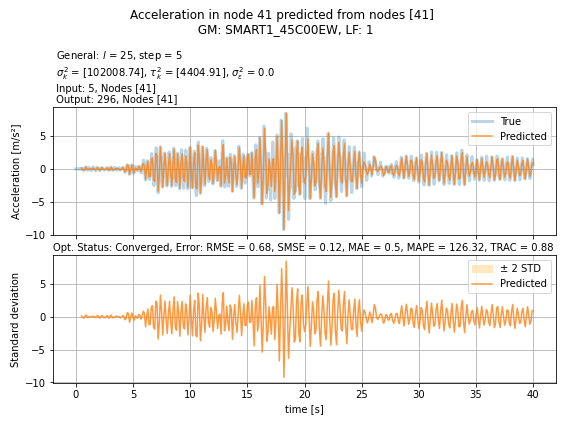 Acceleration in node 41 predicted from nodes [41]
GM: SMART1_45C00EW, LF: 1
General: l = 25, step = 5
σ²ₖ = [102008.74], τ²ₖ = [4404.91], σ²ε = 0.0
Input: 5, Nodes [41]
Output: 296, Nodes [41]
Acceleration [m/s²]
5
0
−5
−10
True
Predicted
Opt. Status: Converged, Error: RMSE = 0.68, SMSE = 0.12, MAE = 0.5, MAPE = 126.32, TRAC = 0.88
Standard deviation
5
0
−5
−10
± 2 STD
Predicted
0 5 10 15 20 25 30 35 40
time [s]